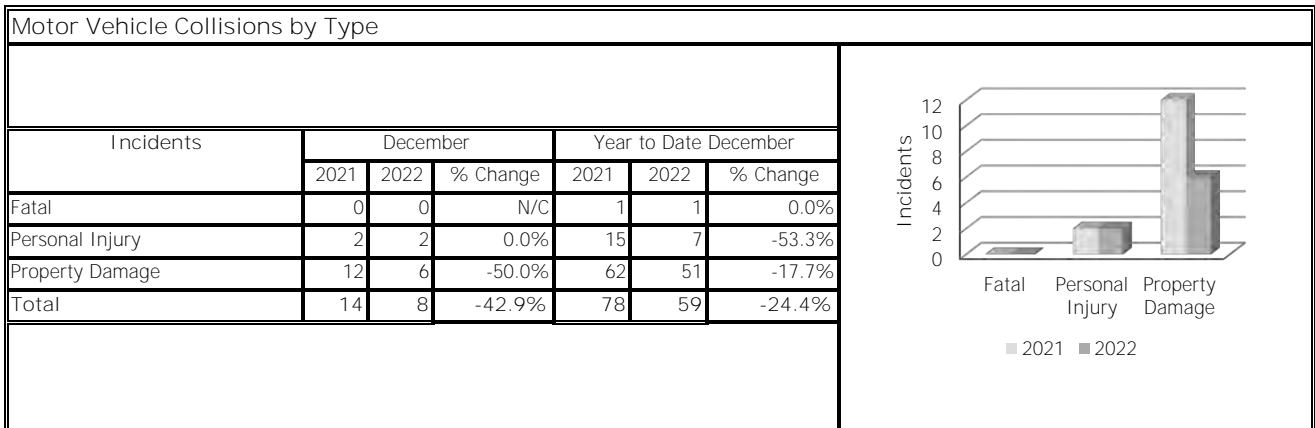 Motor Vehicle Collisions by Type
Incidents December Year to Date December
2021 2022 % Change 2021 2022 % Change
Fatal 0 0 N/C 1 1 0.0%
Personal Injury 2 2 0.0% 15 7 -53.3%
Property Damage 12 6 -50.0% 62 51 -17.7%
Total 14 8 -42.9% 78 59 -24.4%
Incidents
12
10
8
6
4
2
0
Fatal Personal Property
Injury Damage
2021 2022